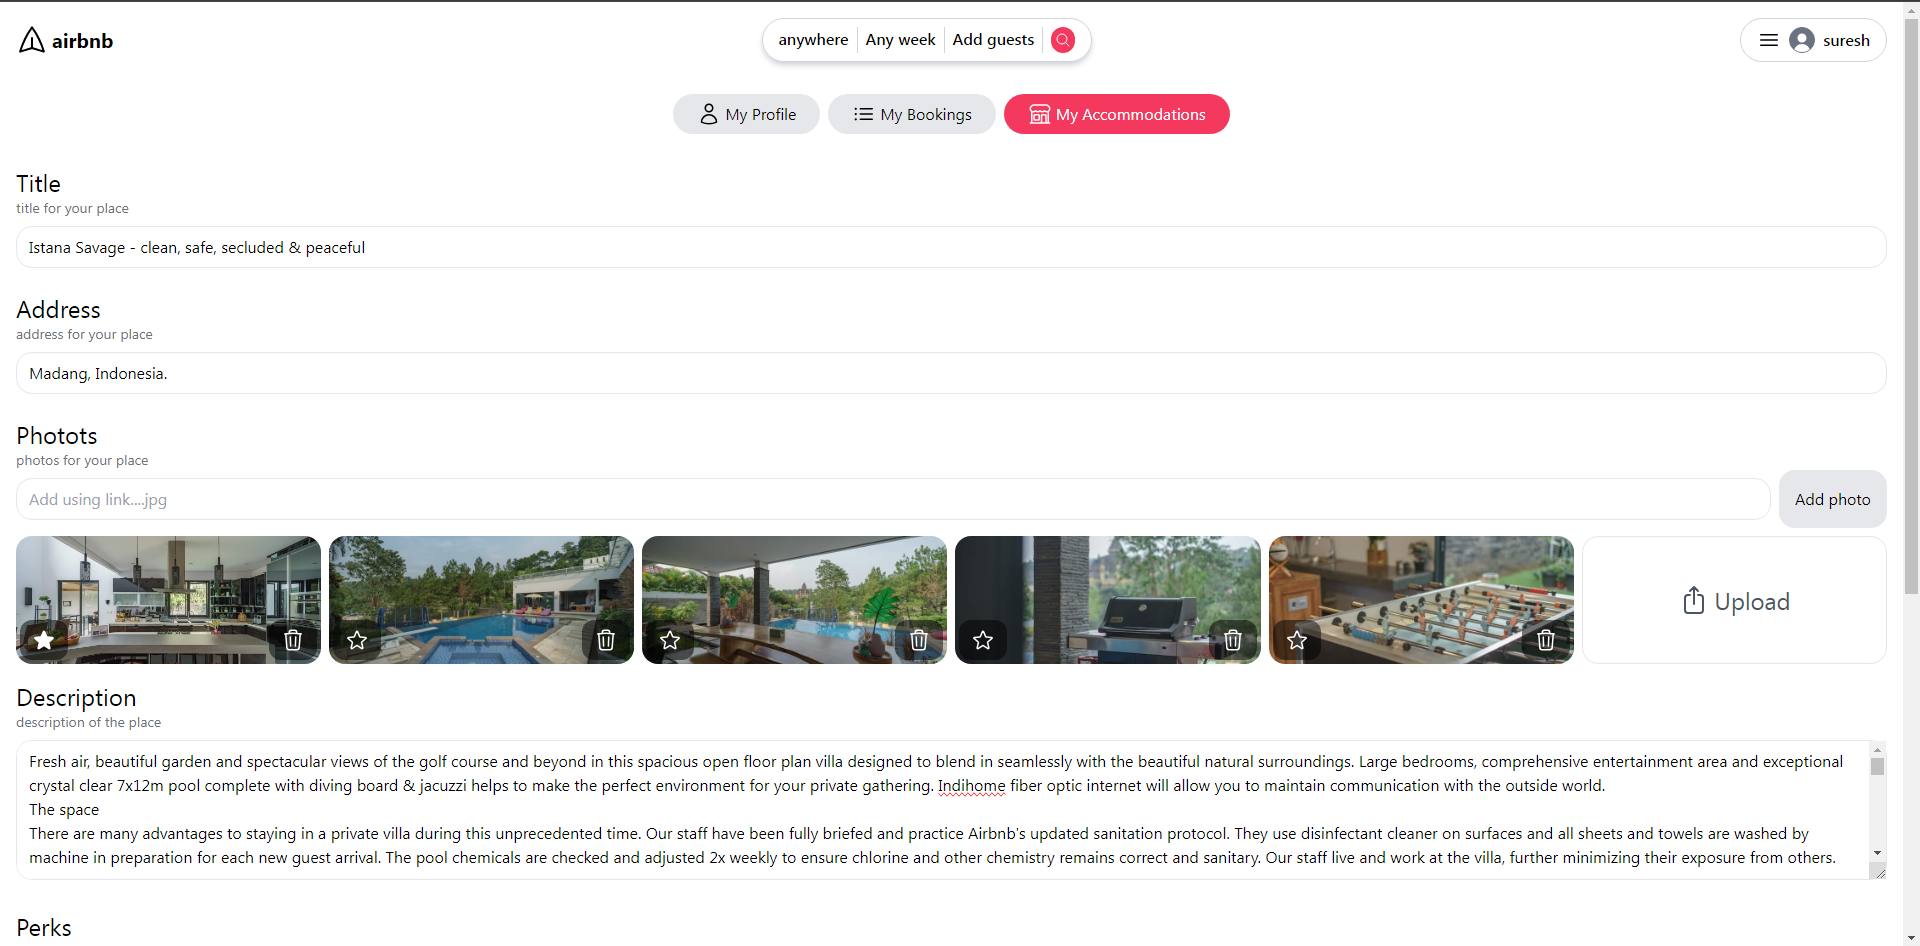 airbnb
anywhere Any week Add guests
suresh
My Profile My Bookings My Accommodations
Title
title for your place
Istana Savage - clean, safe, secluded & peaceful
Address
address for your place
Madang, Indonesia.
Photots
photos for your place
Add using link....jpg
Add photo
Upload
Description
description of the place
Fresh air, beautiful garden and spectacular views of the golf course and beyond in this spacious open floor plan villa designed to blend in seamlessly with the beautiful natural surroundings. Large bedrooms, comprehensive entertainment area and exceptional
crystal clear 7x12m pool complete with diving board & jacuzzi helps to make the perfect environment for your private gathering. Indihome fiber optic internet will allow you to maintain communication with the outside world.
The space
There are many advantages to staying in a private villa during this unprecedented time. Our staff have been fully briefed and practice Airbnb's updated sanitation protocol. They use disinfectant cleaner on surfaces and all sheets and towels are washed by
machine in preparation for each new guest arrival. The pool chemicals are checked and adjusted 2x weekly to ensure chlorine and other chemistry remains correct and sanitary. Our staff live and work at the villa, further minimizing their exposure from others.
Perks